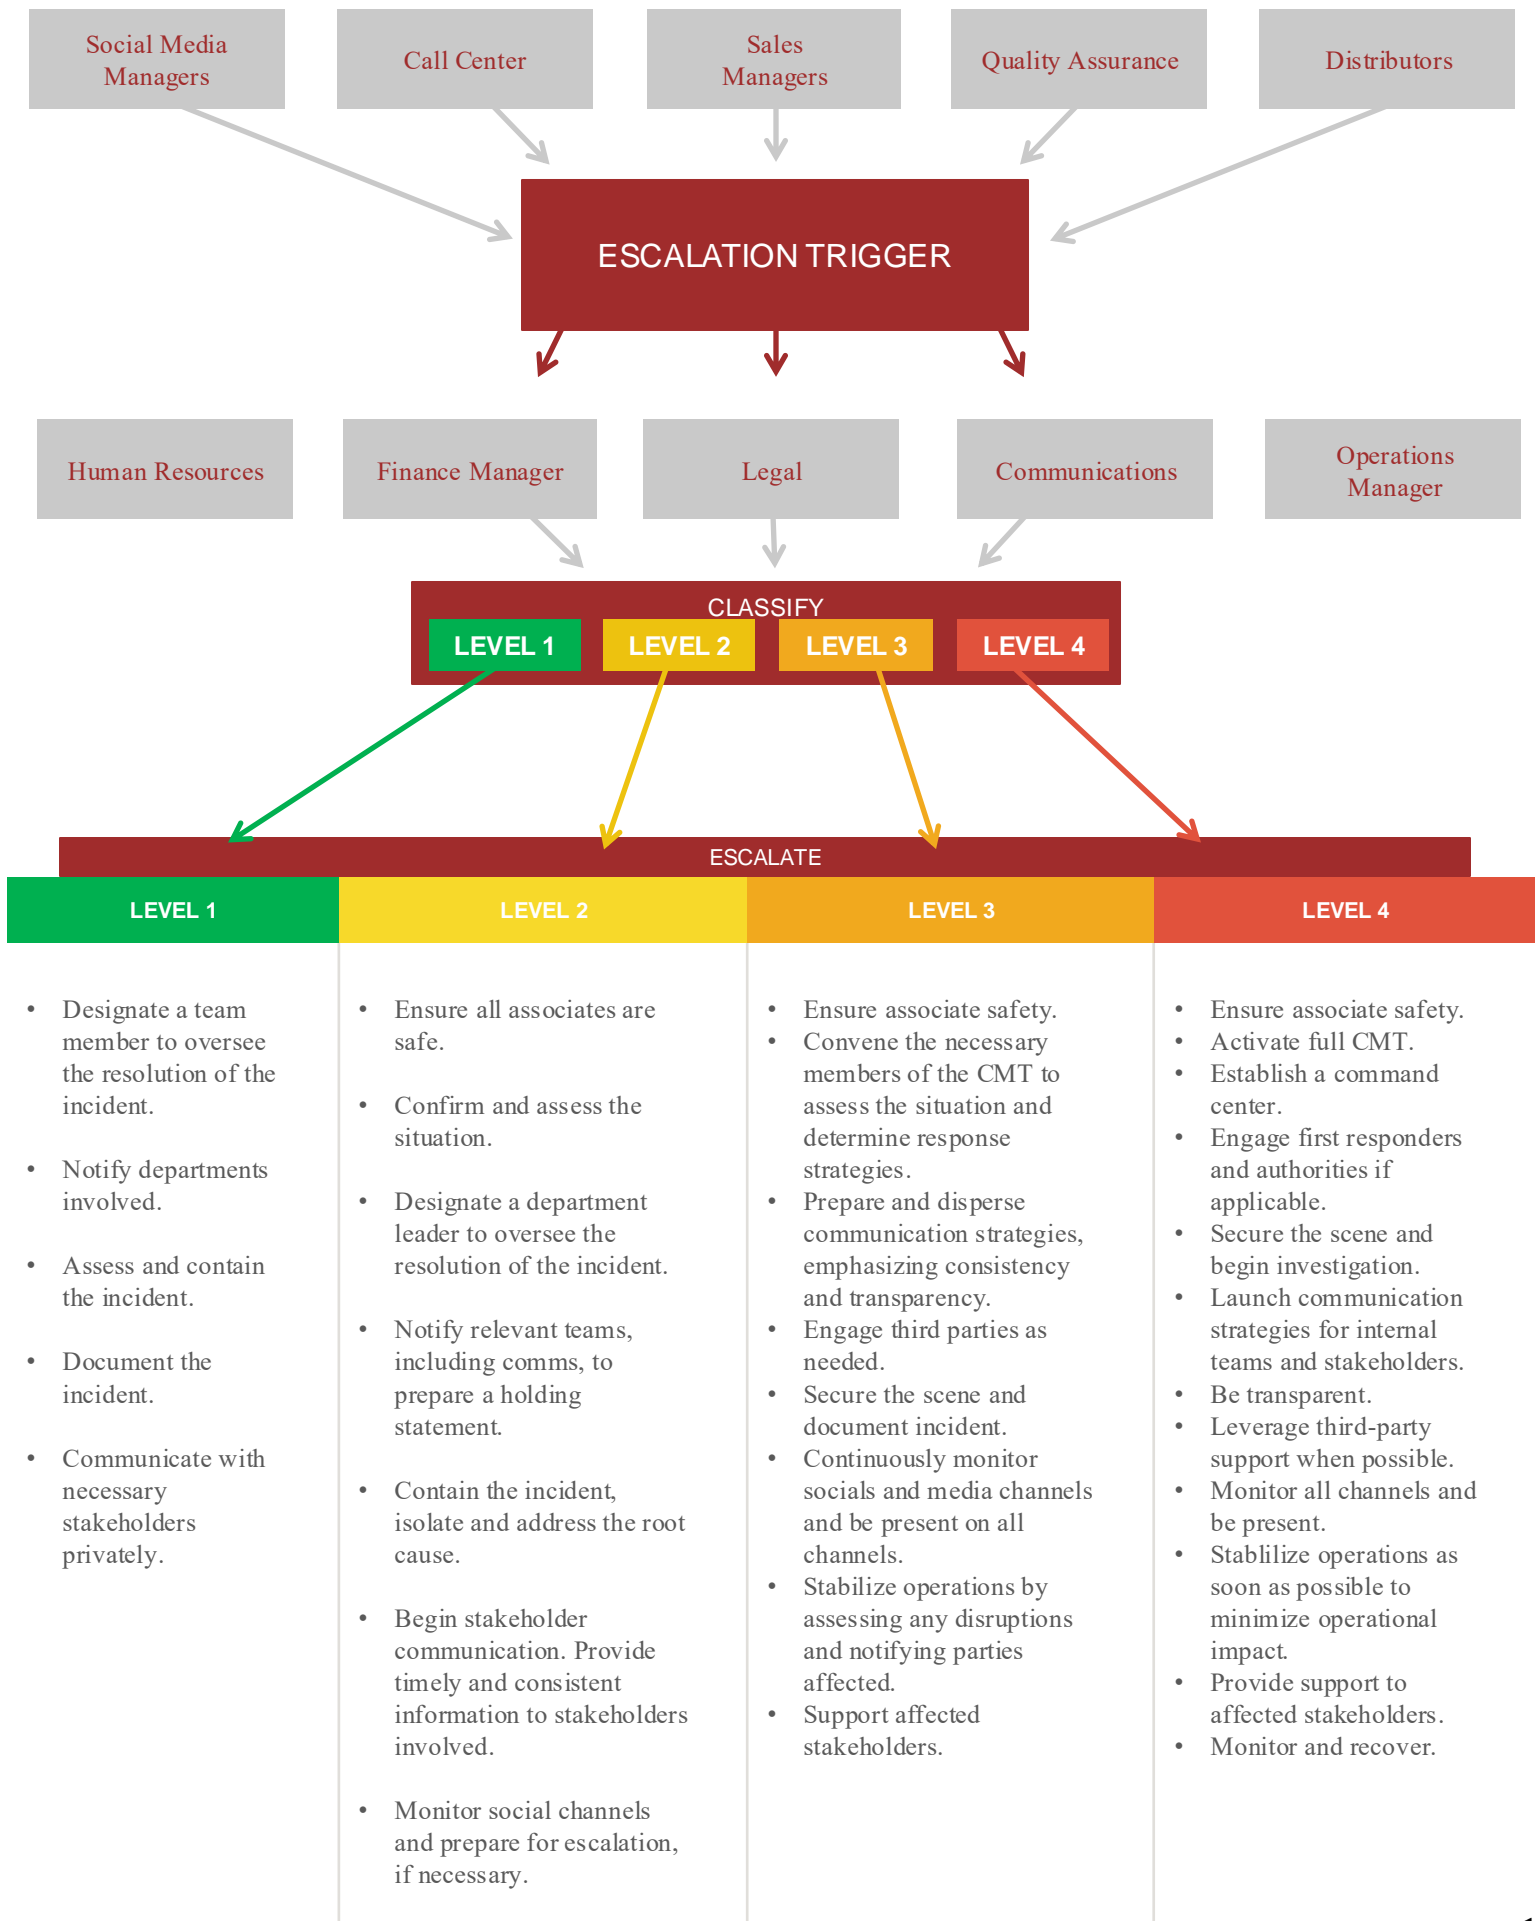 Social Media
Managers
Call Center
Sales
Managers
Quality Assurance
Distributors
ESCALATION TRIGGER
Human Resources
Finance Manager
Legal
Communications
Operations
Manager
CLASSIFY
LEVEL 1
LEVEL 2
LEVEL 3
LEVEL 4
ESCALATE
LEVEL 1
LEVEL 2
LEVEL 3
LEVEL 4
• Designate a team
member to oversee
the resolution of the
incident.
• Notify departments
involved.
• Assess and contain
the incident.
• Document the
incident.
• Communicate with
necessary
stakeholders
privately.
• Ensure all associates are
safe.
• Confirm and assess the
situation.
• Designate a department
leader to oversee the
resolution of the incident.
• Notify relevant teams,
including comms, to
prepare a holding
statement.
• Contain the incident,
isolate and address the root
cause.
• Begin stakeholder
communication. Provide
timely and consistent
information to stakeholders
involved.
• Monitor social channels
and prepare for escalation,
if necessary.
• Ensure associate safety.
• Convene the necessary
members of the CMT to
assess the situation and
determine response
strategies.
• Prepare and disperse
communication strategies,
emphasizing consistency
and transparency.
• Engage third parties as
needed.
• Secure the scene and
document incident.
• Continuously monitor
socials and media channels
and be present on all
channels.
• Stabilize operations by
assessing any disruptions
and notifying parties
affected.
• Support affected
stakeholders.
• Ensure associate safety.
• Activate full CMT.
• Establish a command
center.
• Engage first responders
and authorities if
applicable.
• Secure the scene and
begin investigation.
• Launch communication
strategies for internal
teams and stakeholders.
• Be transparent.
• Leverage third-party
support when possible.
• Monitor all channels and
be present.
• Stablilize operations as
soon as possible to
minimize operational
impact.
• Provide support to
affected stakeholders.
• Monitor and recover.